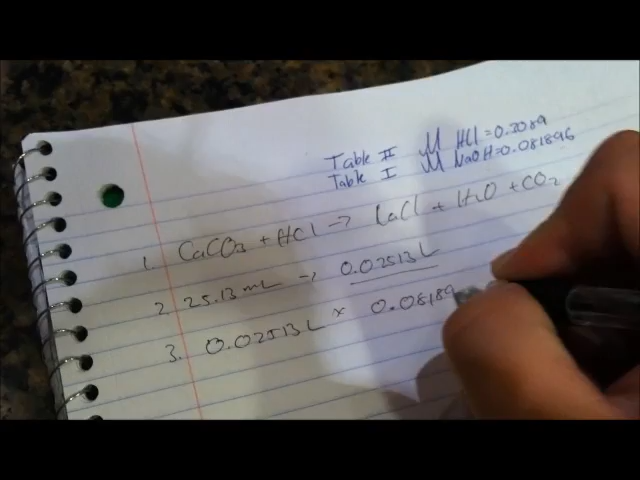 Table II M HCl = 0.2089
Table I M NaOH = 0.081896
1. CaCO3 + HCl → CaCl + H2O + CO2
2. 25.13 mL → 0.02513 L
3. 0.02513 L × 0.08189